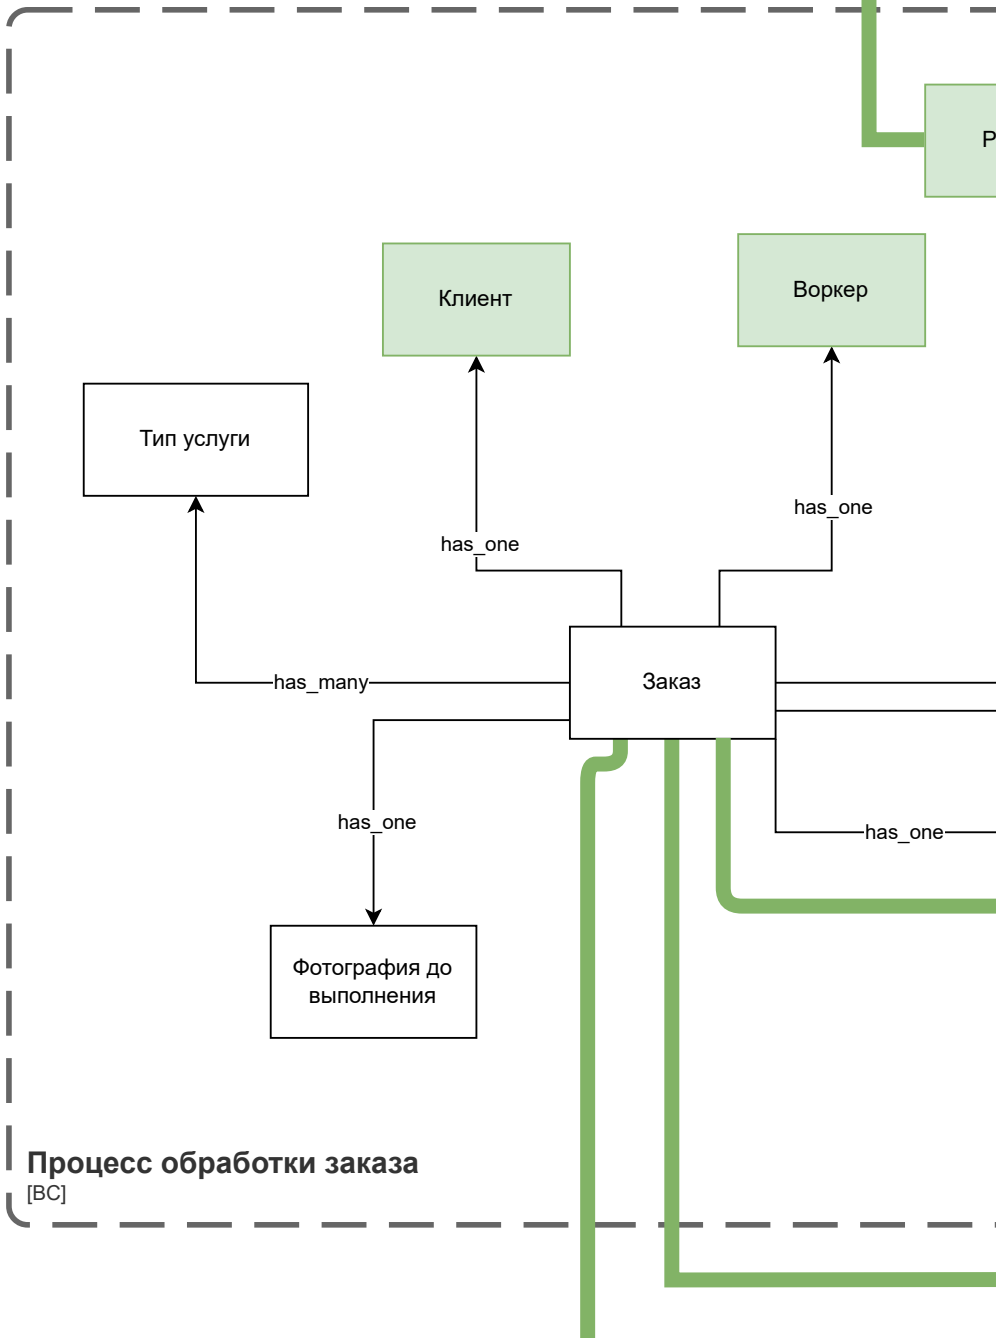 Р
Клиент
Воркер
Тип услуги
has_one
has_one
Заказ
has_many
has_one
has_one
Фотография до
выполнения
Процесс обработки заказа
[BC]